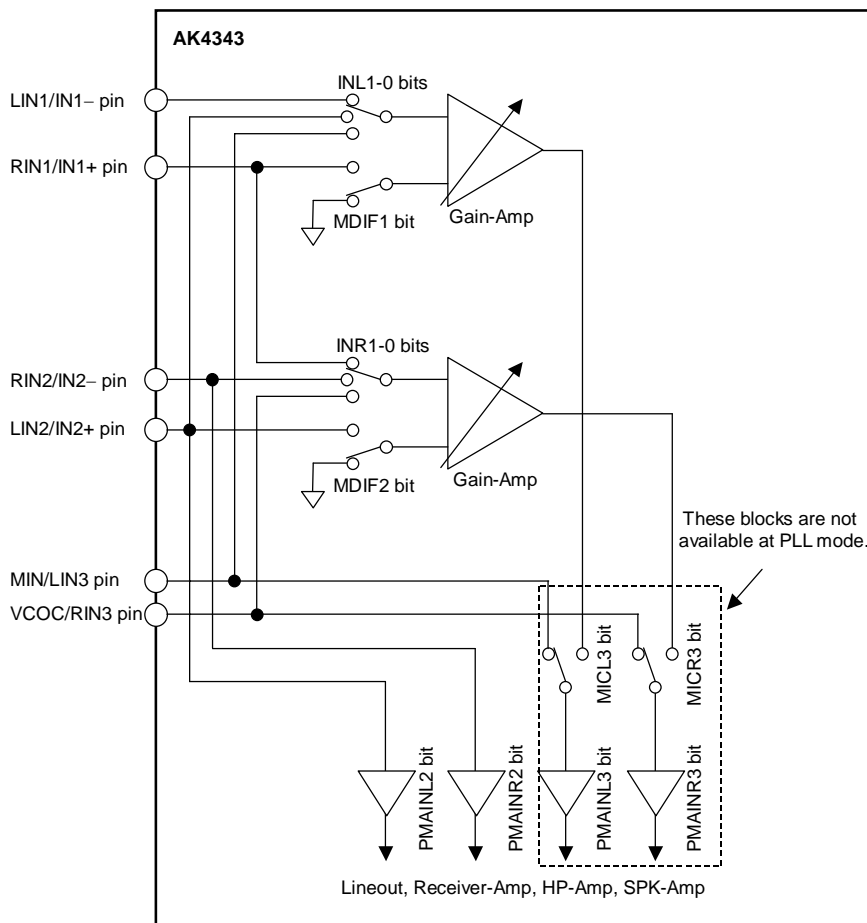 AK4343
LIN1/IN1− pin
INL1-0 bits
RIN1/IN1+ pin
MDIF1 bit
Gain-Amp
INR1-0 bits
RIN2/IN2− pin
LIN2/IN2+ pin
MDIF2 bit
Gain-Amp
These blocks are not
available at PLL mode.
MIN/LIN3 pin
VCOC/RIN3 pin
MICL3 bit
MICR3 bit
PMAINL2 bit
PMAINR2 bit
PMAINL3 bit
PMAINR3 bit
Lineout, Receiver-Amp, HP-Amp, SPK-Amp